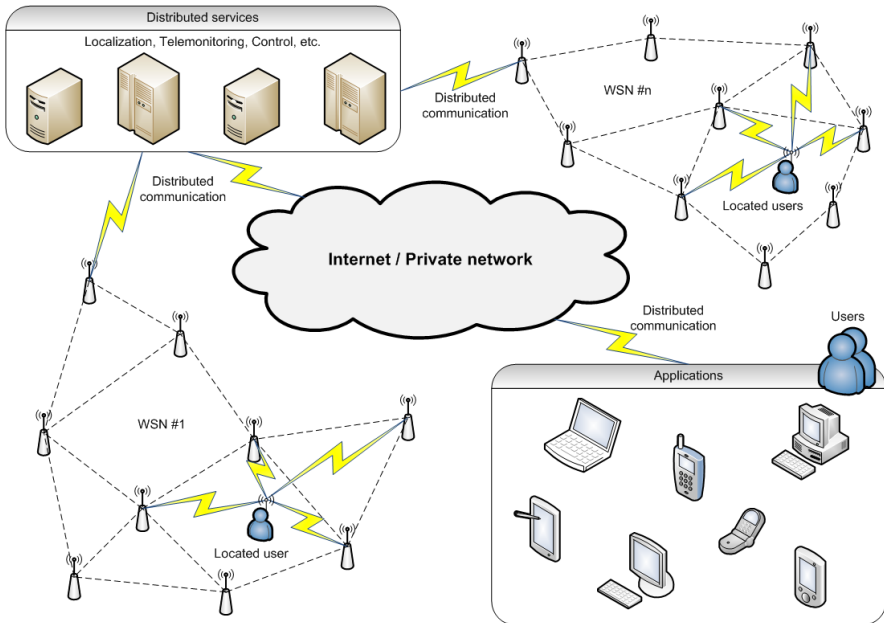 Distributed services
Localization, Telemonitoring, Control, etc.
Distributed
communication
WSN #n
Located users
Distributed
communication
Internet / Private network
Distributed
communication
Users
Applications
WSN #1
Located user